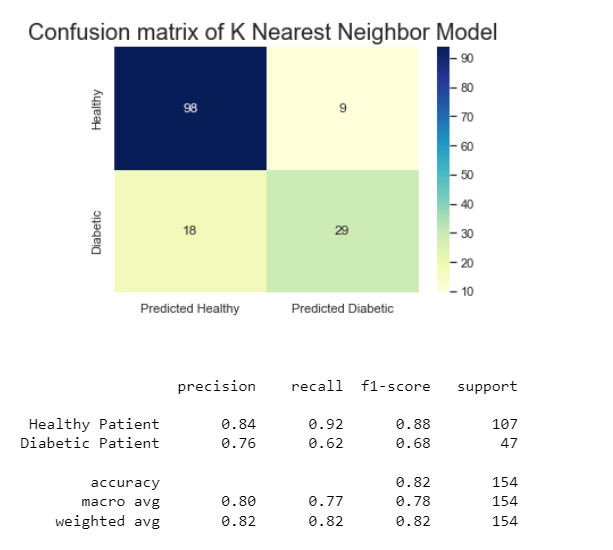 Confusion matrix of K Nearest Neighbor Model
Healthy
98
9
Diabetic
18
29
Predicted Healthy Predicted Diabetic
90
80
70
60
50
40
30
20
10
precision recall f1-score support
Healthy Patient 0.84 0.92 0.88 107
Diabetic Patient 0.76 0.62 0.68 47
accuracy 0.82 154
macro avg 0.80 0.77 0.78 154
weighted avg 0.82 0.82 0.82 154